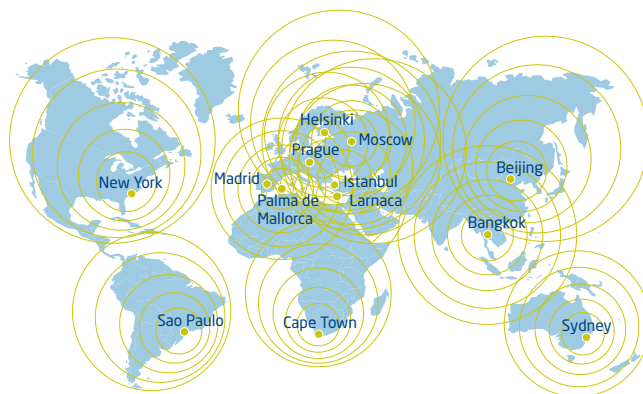 Helsinki
Moscow
Prague
Madrid
Istanbul
Larnaca
Palma de
Mallorca
New York
Beijing
Bangkok
Sao Paulo
Cape Town
Sydney